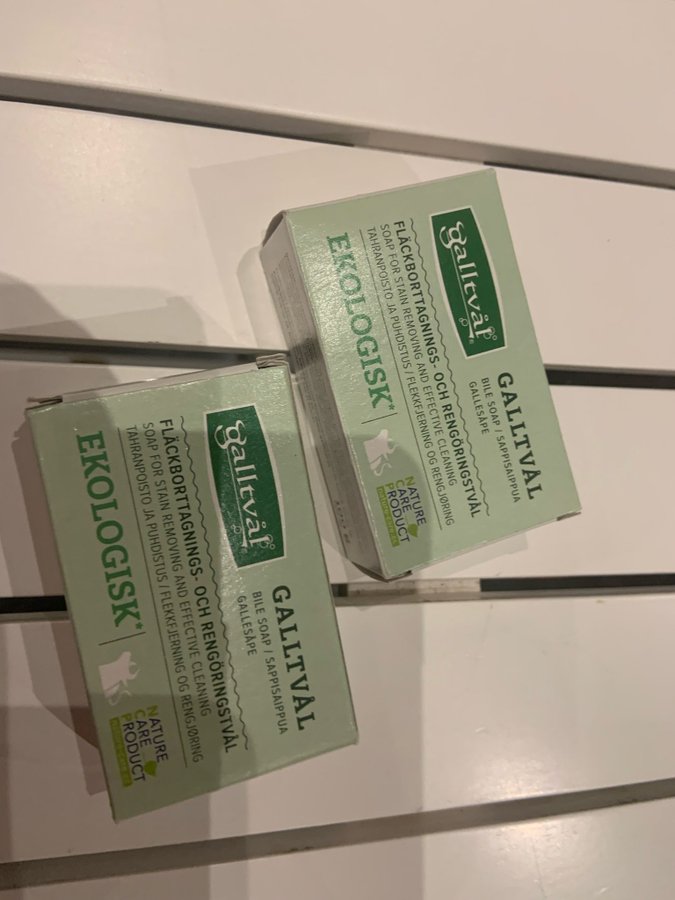 galltvål®
GALLTVÅL
BILE SOAP / SAPPISAIPPUA
GALLESÅPE
FLÄCKBORTTAGNINGS- OCH RENGÖRINGSTVÅL
SOAP FOR STAIN REMOVING AND EFFECTIVE CLEANING
TAHRANPOISTO JA PUHDISTUS / FLEKKFJERNING OG RENGJØRING
EKOLOGISK*
NATURE
CARE
PRODUCT
galltvål
GALLTVÅL
BILE SOAP / SAPPISAIPPUA
GALLESÅPE
FLÄCKBORTTAGNINGS- OCH RENGÖRINGSTVÅL
SOAP FOR STAIN REMOVING AND EFFECTIVE CLEANING
TAHRANPOISTO JA PUHDISTUS / FLEKKFJERNING OG RENGJØRING
EKOLOGISK*
NATURE
CARE
PRODUCT